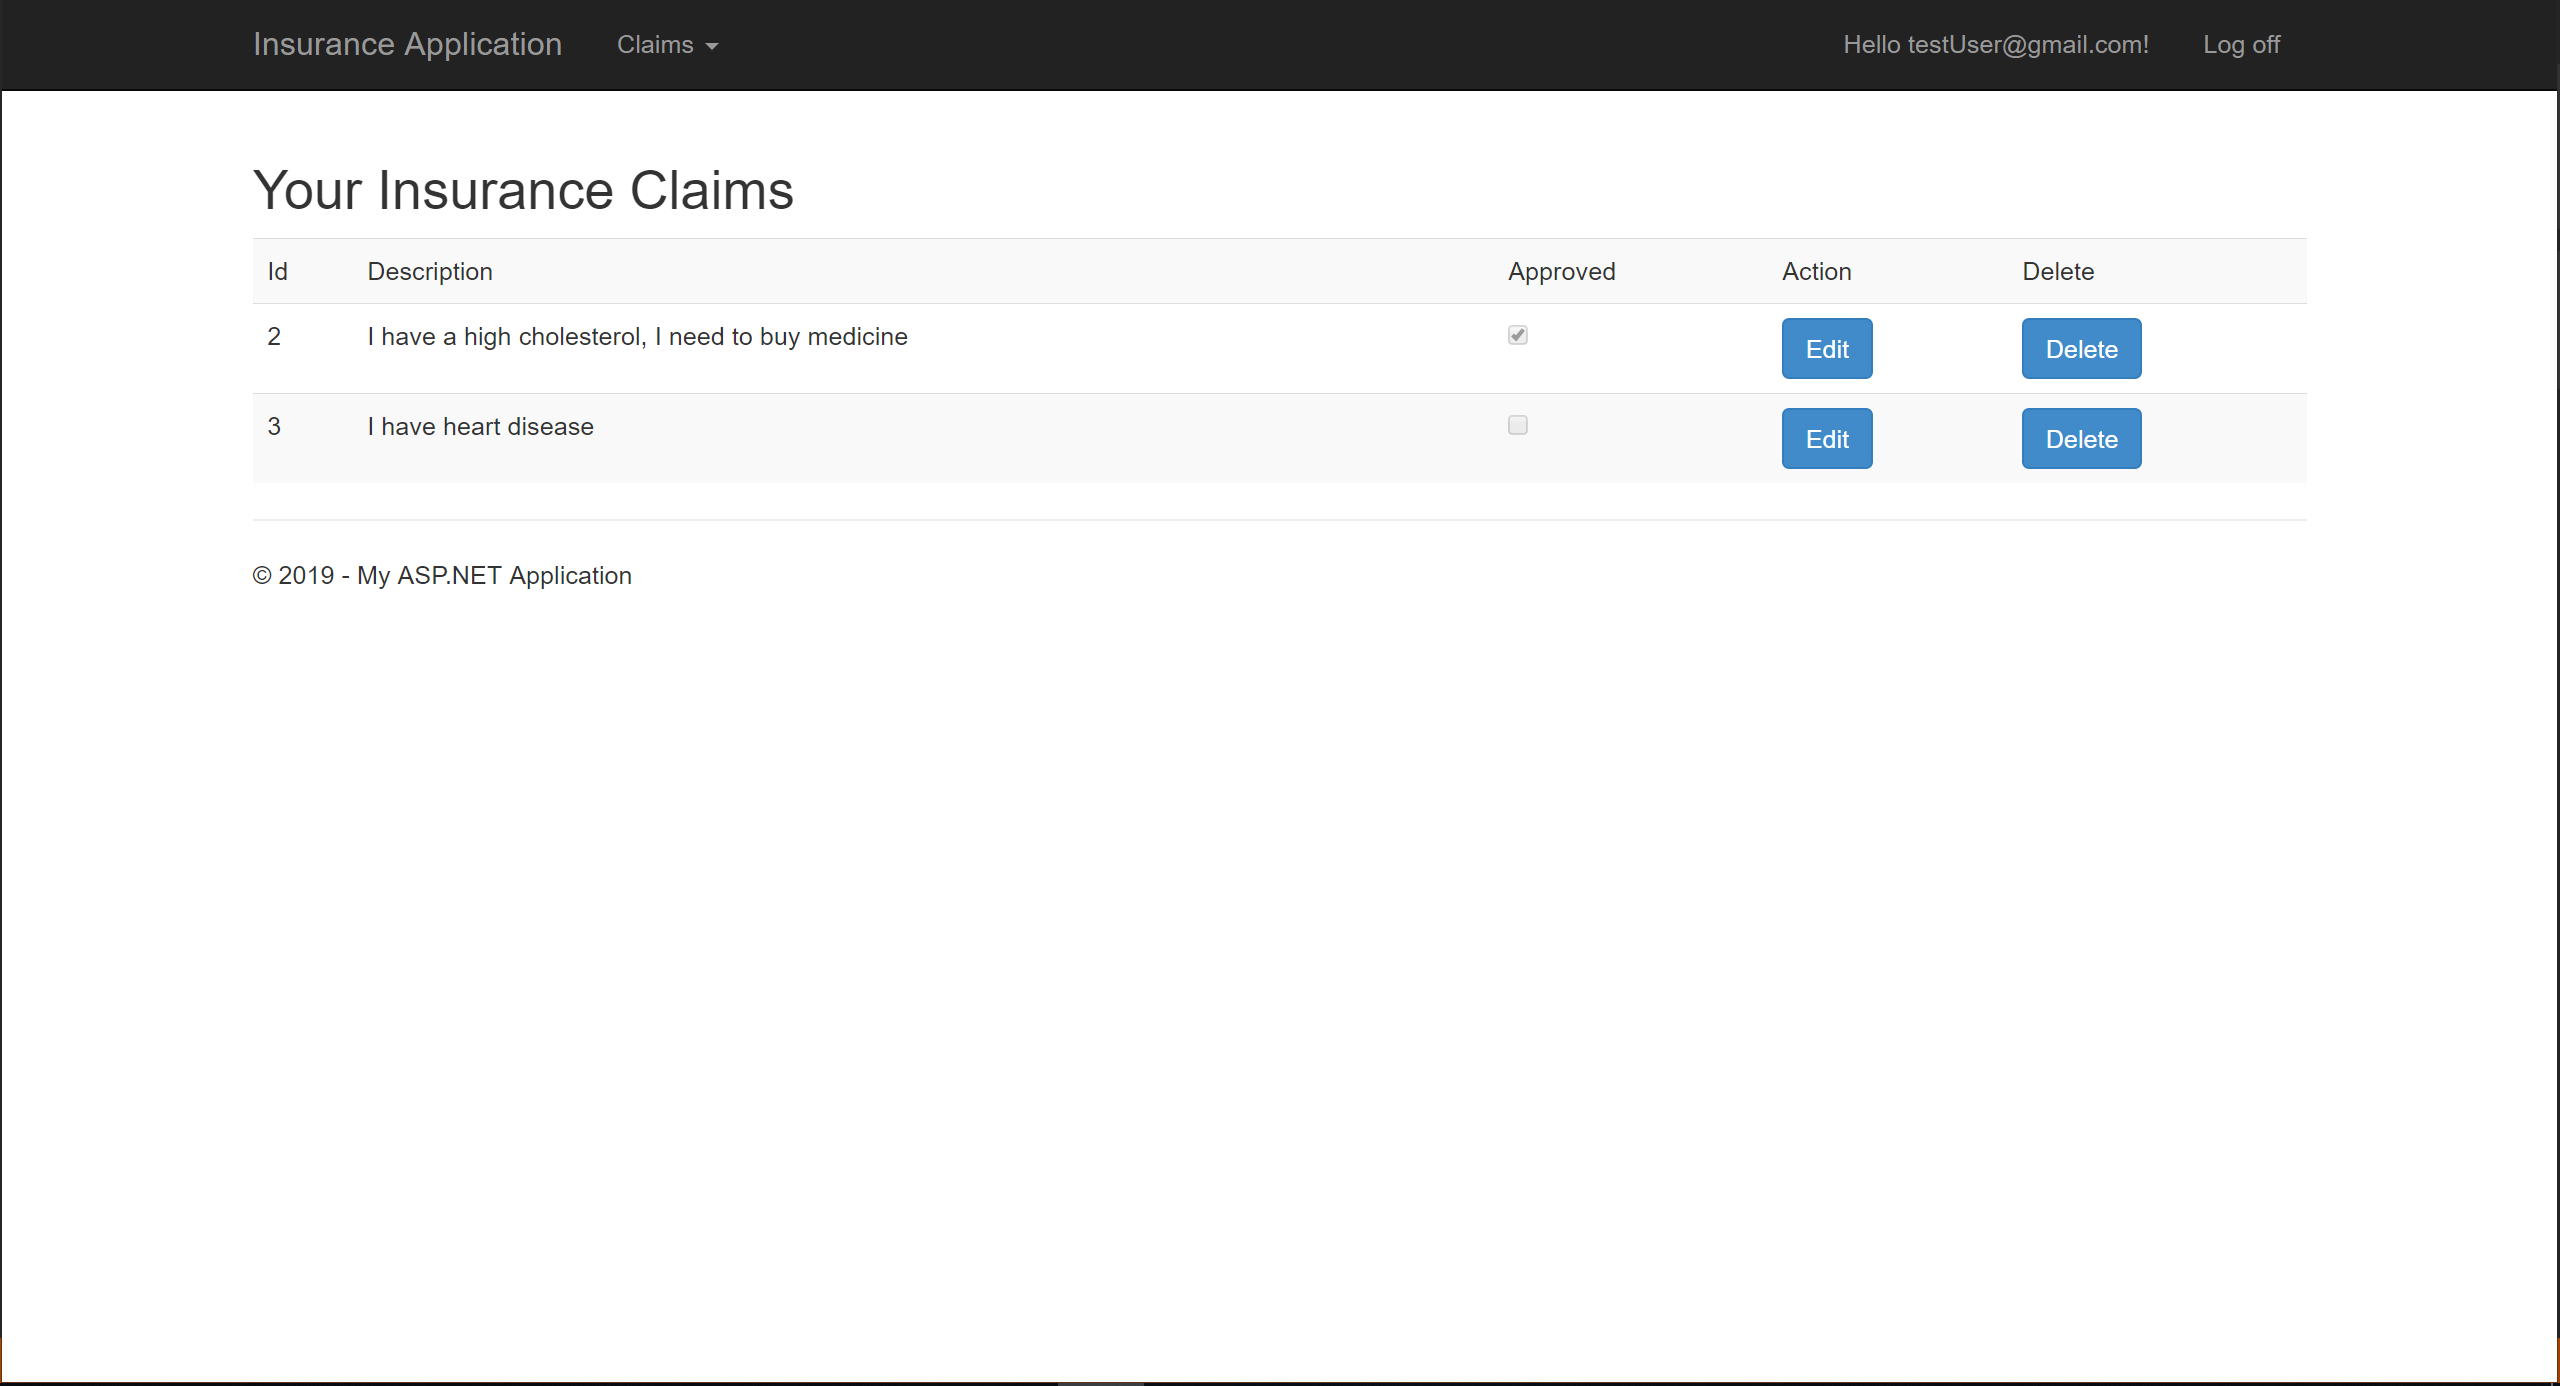 Insurance Application Claims Hello testUser@gmail.com! Log off
Your Insurance Claims
Id Description Approved Action Delete
2 I have a high cholesterol, I need to buy medicine Edit Delete
3 I have heart disease Edit Delete
© 2019 - My ASP.NET Application